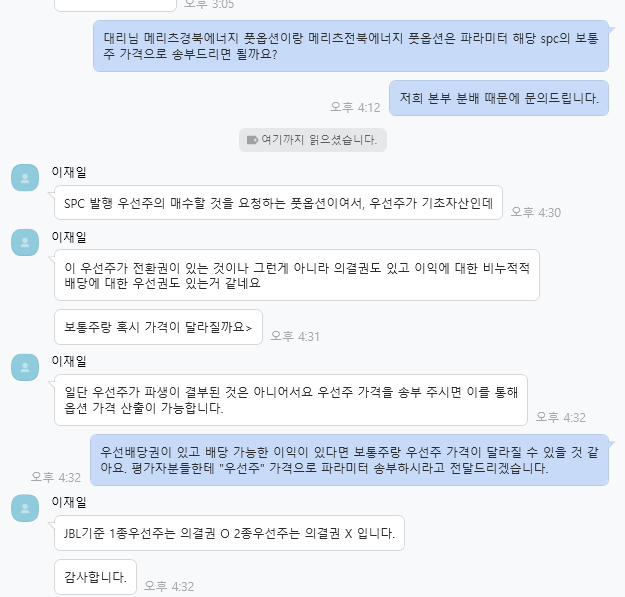 오후 3:05
대리님 메리츠경북에너지 풋옵션이랑 메리츠전북에너지 풋옵션은 파라미터 해당 spc의 보통
주 가격으로 송부드리면 될까요?
저희 본부 분배 때문에 문의드립니다.
오후 4:12
여기까지 읽으셨습니다.
이재일
SPC 발행 우선주의 매수할 것을 요청하는 풋옵션이여서, 우선주가 기초자산인데
오후 4:30
이재일
이 우선주가 전환권이 있는 것이나 그런게 아니라 의결권도 있고 이익에 대한 비누적적
배당에 대한 우선권도 있는거 같네요
보통주랑 혹시 가격이 달라질까요>
오후 4:31
이재일
일단 우선주가 파생이 결부된 것은 아니어서요 우선주 가격을 송부 주시면 이를 통해
옵션 가격 산출이 가능합니다.
오후 4:32
우선배당권이 있고 배당 가능한 이익이 있다면 보통주랑 우선주 가격이 달라질 수 있을 것 같
아요. 평가자분들한테 "우선주" 가격으로 파라미터 송부하시라고 전달드리겠습니다.
오후 4:32
이재일
JBL기준 1종우선주는 의결권 O 2종우선주는 의결권 X 입니다.
감사합니다.
오후 4:32